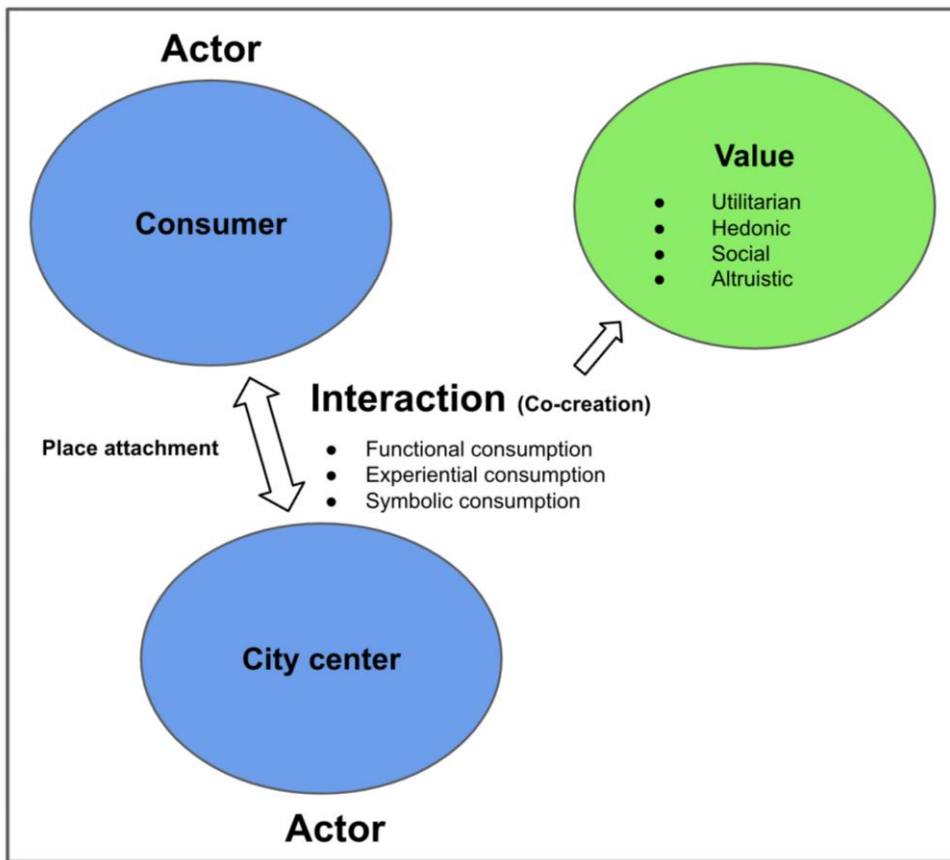 Actor
Consumer
Value
● Utilitarian
● Hedonic
● Social
● Altruistic
Interaction (Co-creation)
Place attachment
● Functional consumption
● Experiential consumption
● Symbolic consumption
City center
Actor